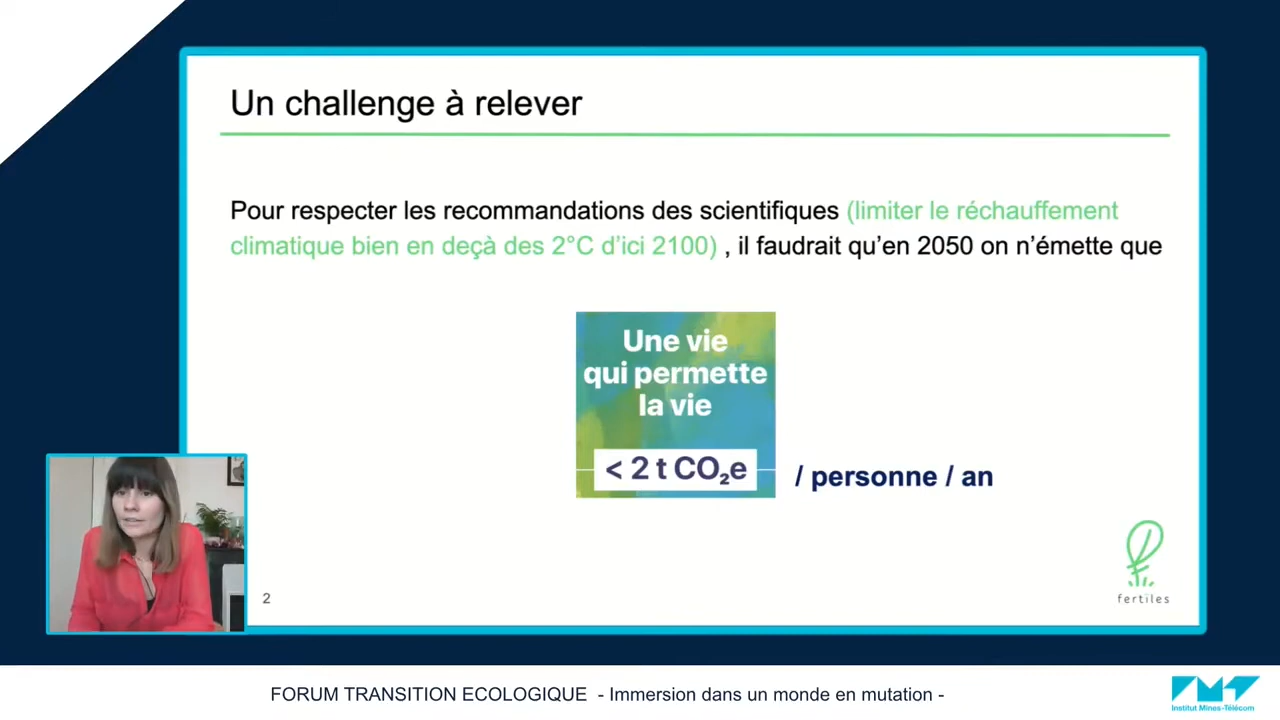 Un challenge à relever
Pour respecter les recommandations des scientifiques (limiter le réchauffement
climatique bien en deçà des 2°C d’ici 2100) , il faudrait qu’en 2050 on n’émette que
Une vie
qui permette
la vie
< 2 t CO₂e
/ personne / an
fertiles
2
FORUM TRANSITION ECOLOGIQUE - Immersion dans un monde en mutation -
IMT
Institut Mines-Télécom